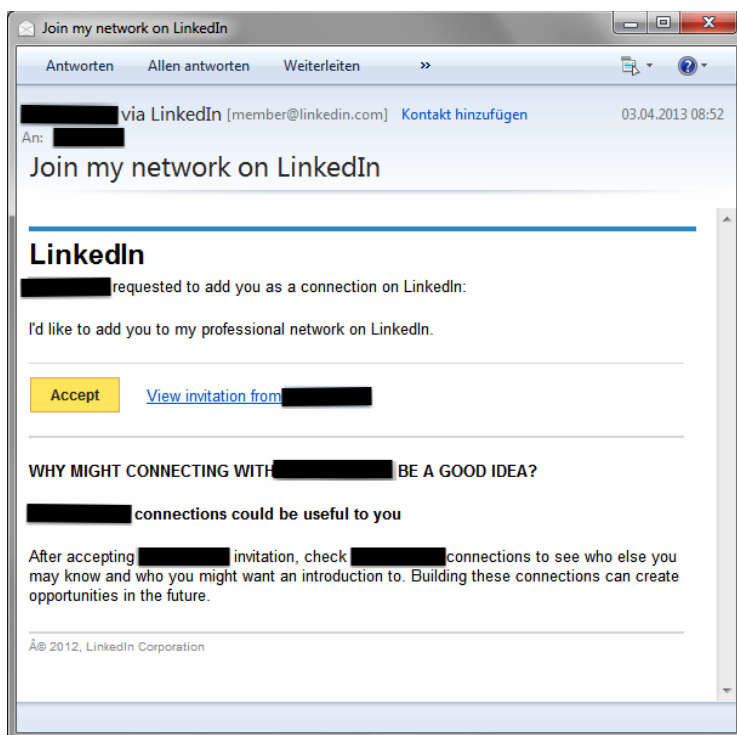 Join my network on LinkedIn
Antworten Allen antworten Weiterleiten »
via LinkedIn [member@linkedin.com] Kontakt hinzufügen 03.04.2013 08:52
An:
Join my network on LinkedIn
LinkedIn
requested to add you as a connection on LinkedIn:
I'd like to add you to my professional network on LinkedIn.
Accept View invitation from
WHY MIGHT CONNECTING WITH BE A GOOD IDEA?
connections could be useful to you
After accepting invitation, check connections to see who else you
may know and who you might want an introduction to. Building these connections can create
opportunities in the future.
© 2012, LinkedIn Corporation